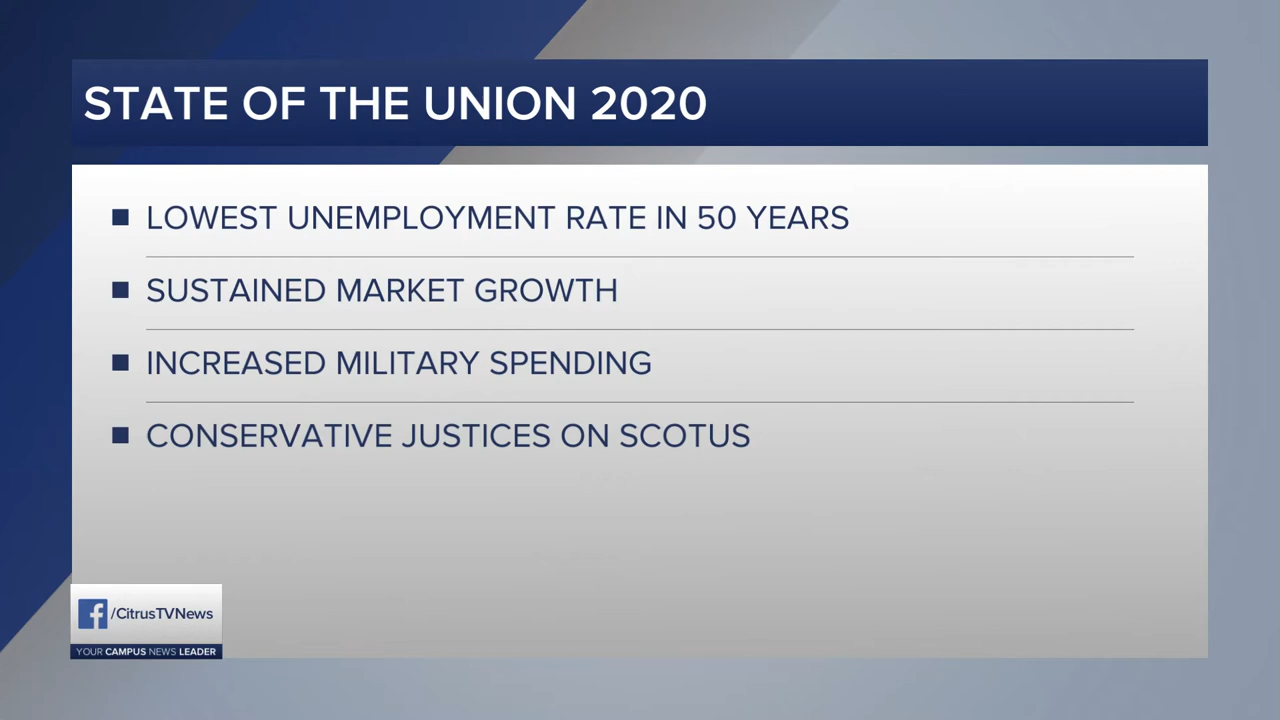 STATE OF THE UNION 2020
LOWEST UNEMPLOYMENT RATE IN 50 YEARS
SUSTAINED MARKET GROWTH
INCREASED MILITARY SPENDING
CONSERVATIVE JUSTICES ON SCOTUS
/CitrusTVNews
YOUR CAMPUS NEWS LEADER